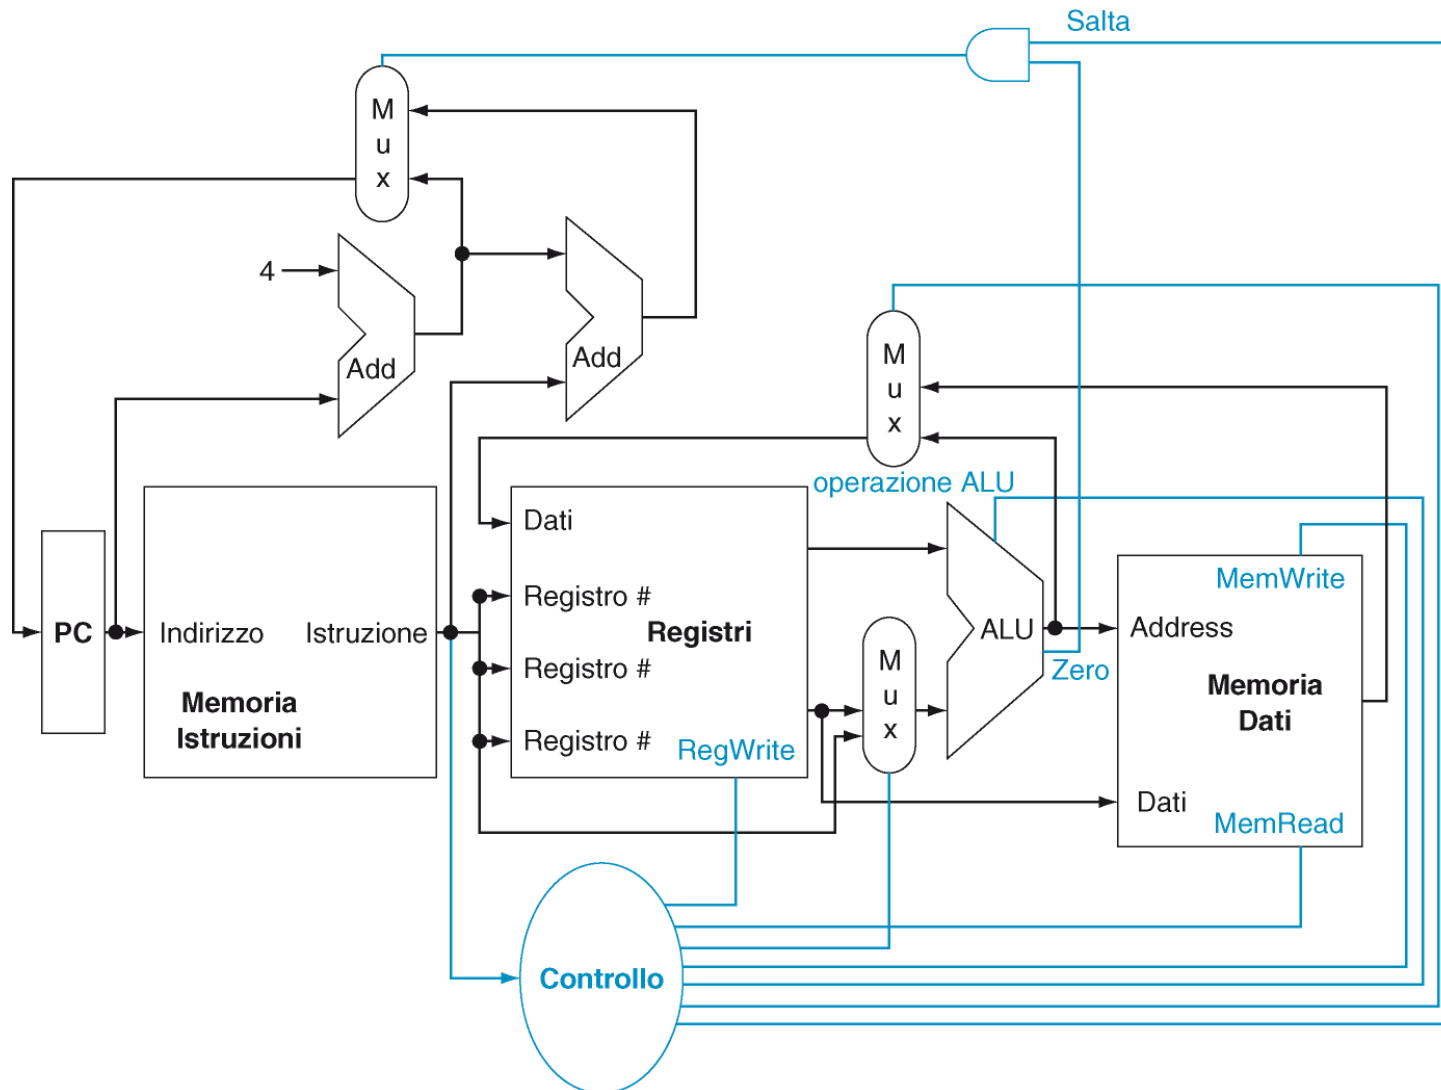 Salta
M
u
x
4
Add
Add
M
u
x
operazione ALU
Dati
Registro #
Registro #
Registro #
Registri
RegWrite
PC
Indirizzo
Istruzione
Memoria
Istruzioni
M
u
x
ALU
Zero
MemWrite
Address
Memoria
Dati
Dati
MemRead
Controllo